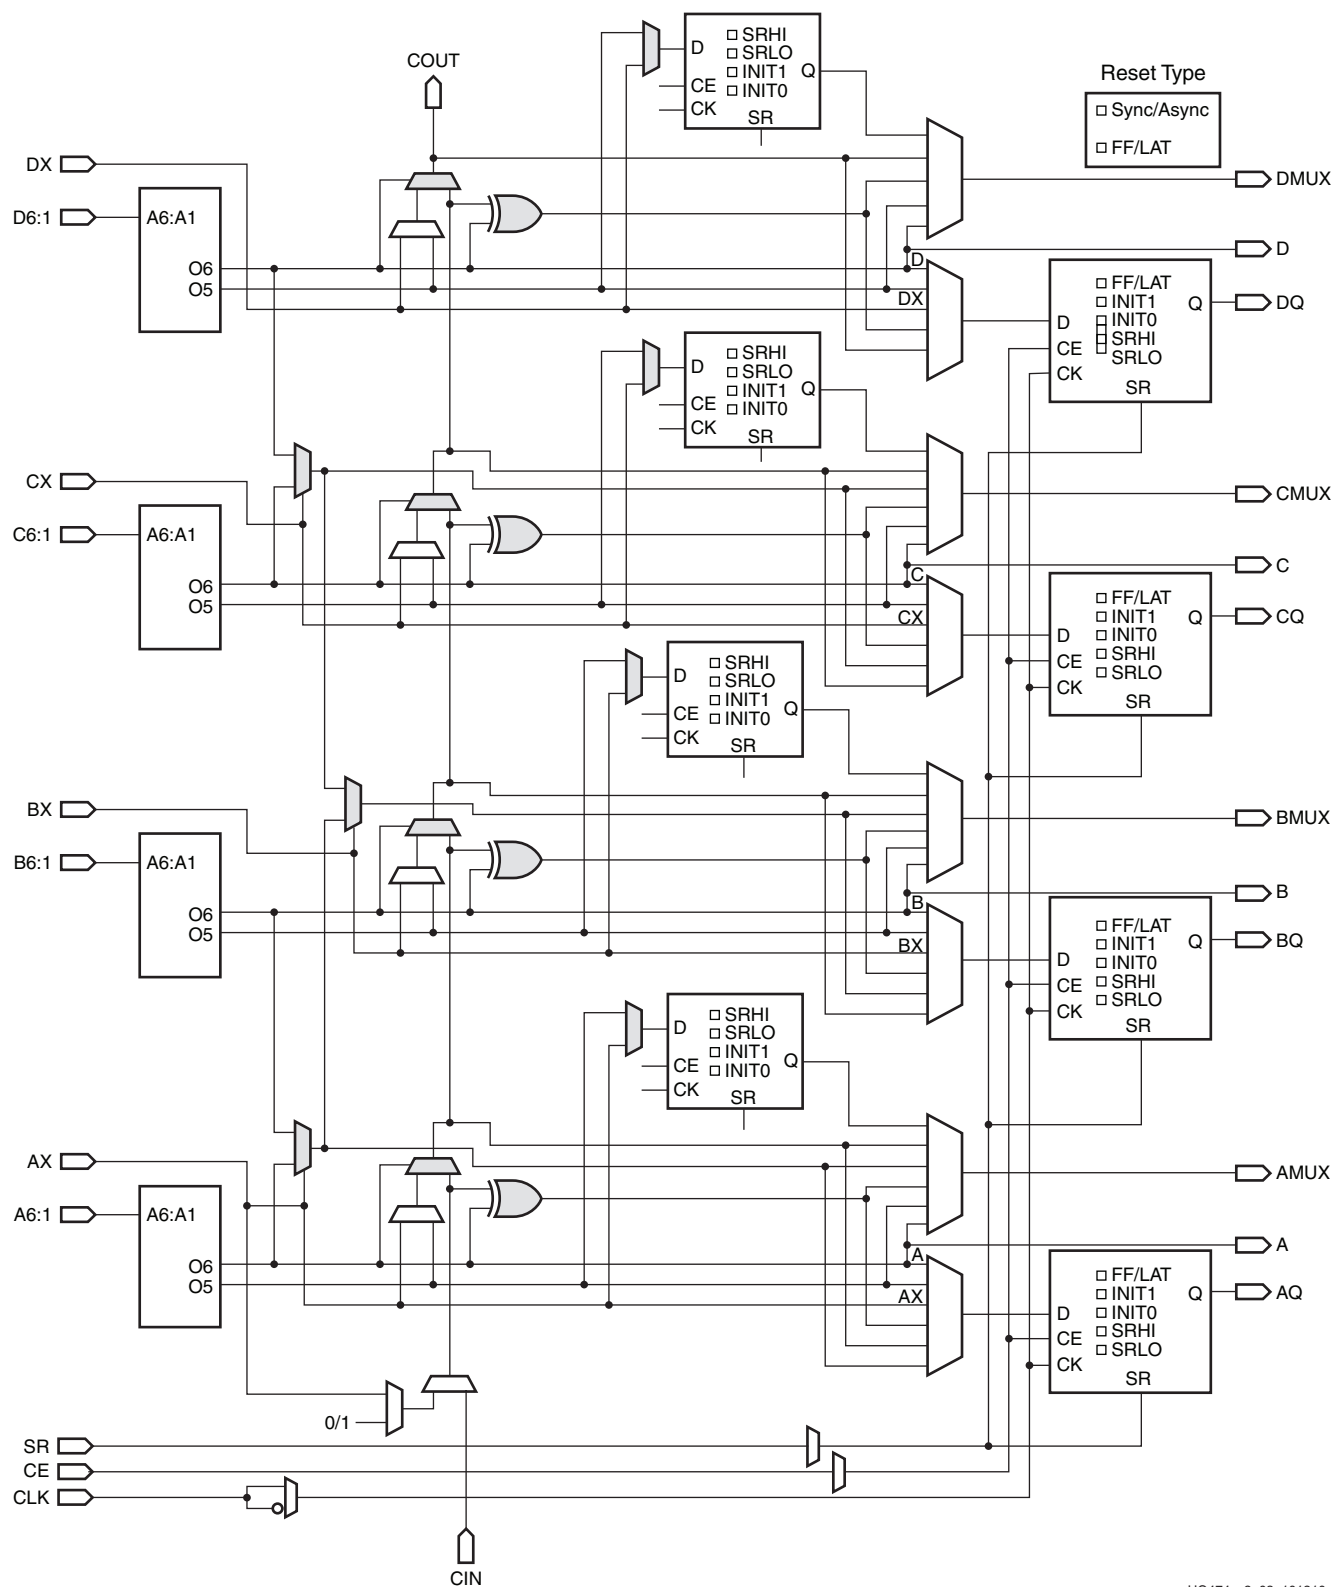 COUT
D
SRHI
SRLO
INIT1
INIT0
Q
CE
CK
SR
Reset Type
Sync/Async
FF/LAT
DX
DMUX
D6:1
A6:A1
O6
O5
D
D
DX
FF/LAT
INIT1
INIT0
SRHI
SRLO
Q
D
CE
CK
SR
DQ
D
SRHI
SRLO
INIT1
INIT0
Q
CE
CK
SR
CX
CMUX
C6:1
A6:A1
O6
O5
C
C
CX
FF/LAT
INIT1
INIT0
SRHI
SRLO
Q
D
CE
CK
SR
CQ
D
SRHI
SRLO
INIT1
INIT0
Q
CE
CK
SR
BX
BMUX
B6:1
A6:A1
O6
O5
B
B
BX
FF/LAT
INIT1
INIT0
SRHI
SRLO
Q
D
CE
CK
SR
BQ
D
SRHI
SRLO
INIT1
INIT0
Q
CE
CK
SR
AX
AMUX
A6:1
A6:A1
O6
O5
A
A
AX
FF/LAT
INIT1
INIT0
SRHI
SRLO
Q
D
CE
CK
SR
AQ
0/1
SR
CE
CLK
CIN